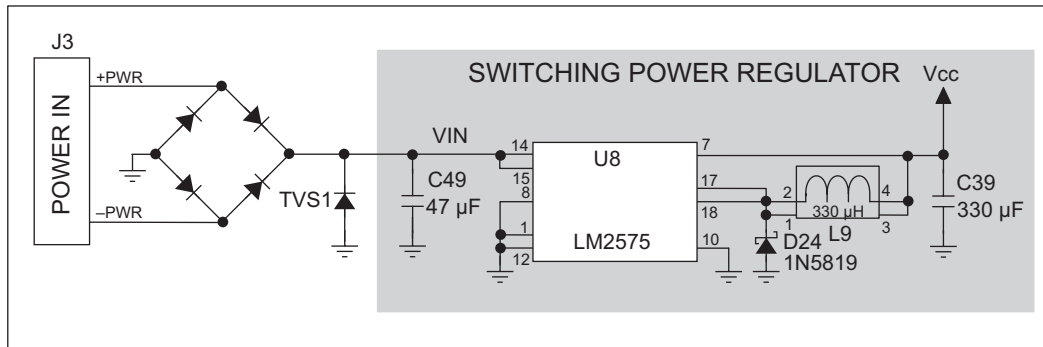 J3
POWER IN
+PWR
–PWR
SWITCHING POWER REGULATOR
Vcc
VIN
TVS1
C49
47 µF
14
15
8
1
12
U8
LM2575
7
17
18
10
2
4
330 µH
1
L9
3
D24
1N5819
C39
330 µF